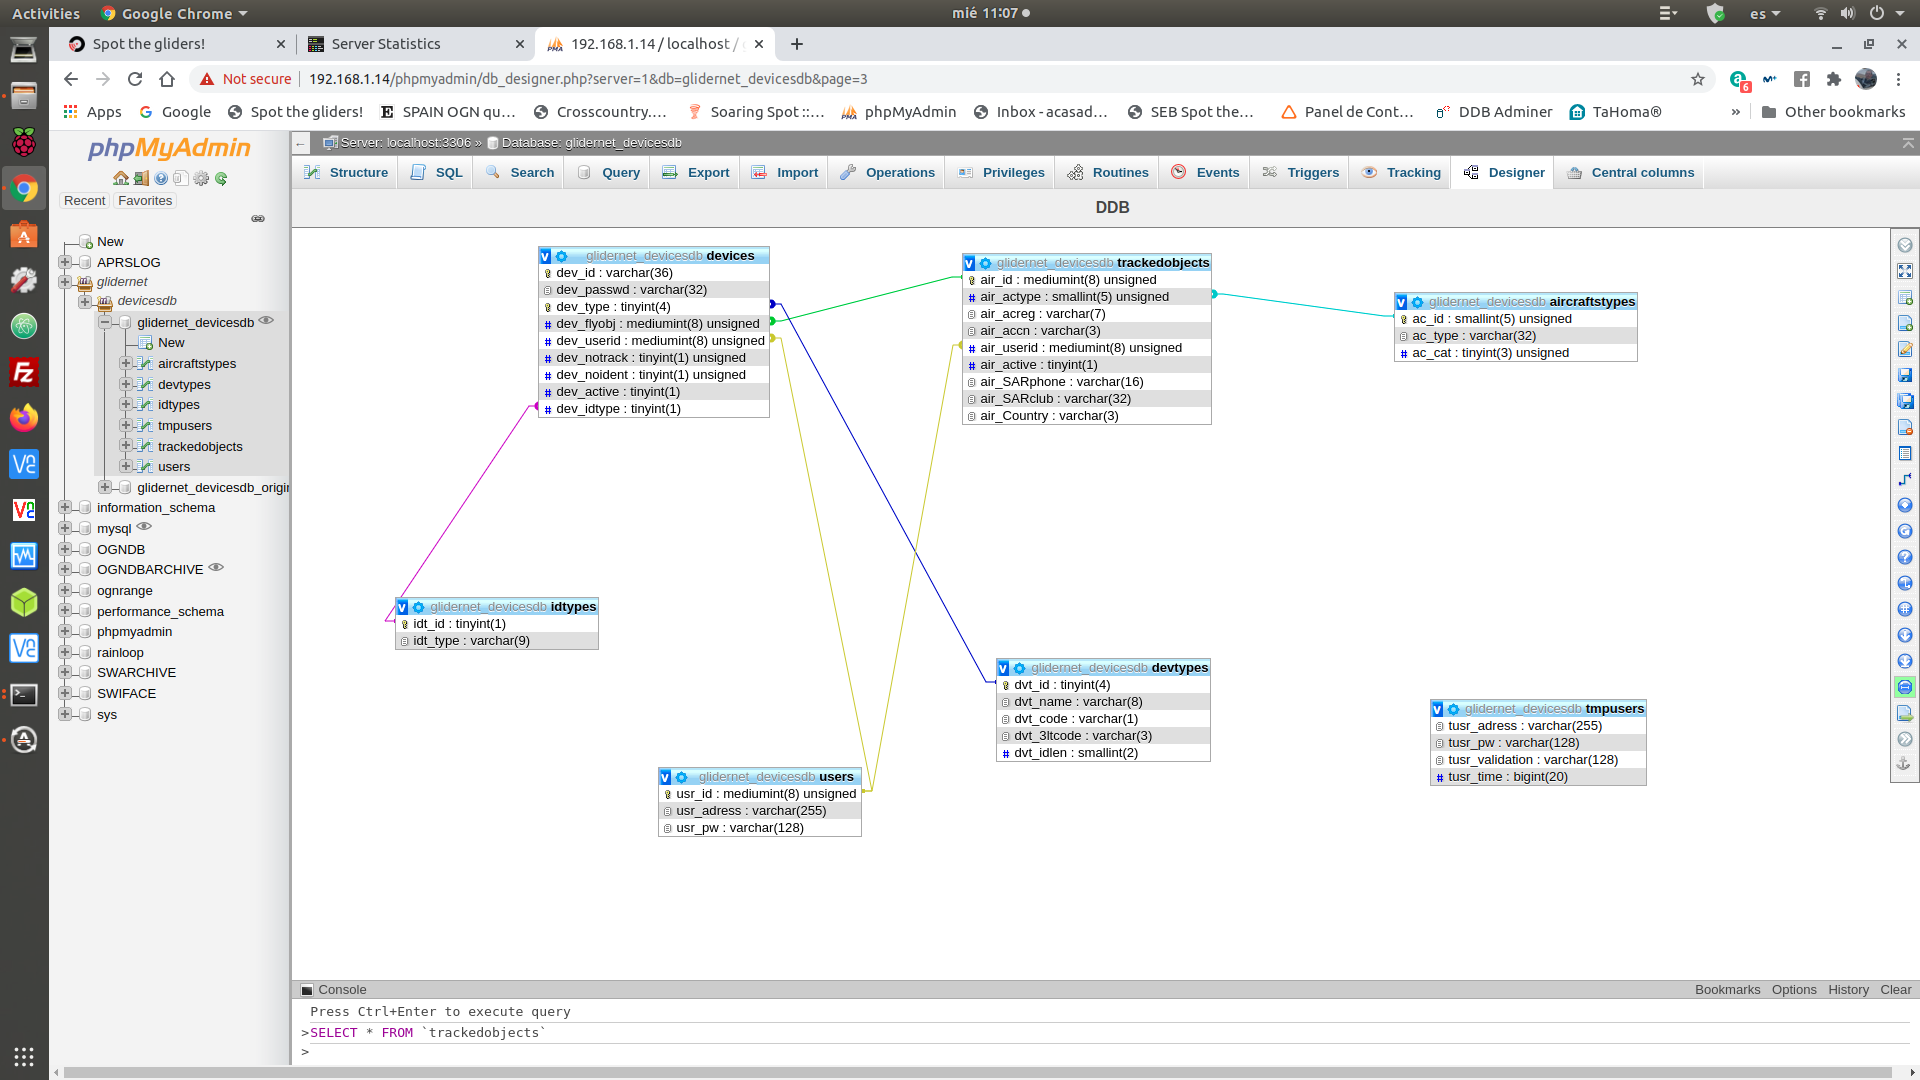 Activities
Google Chrome
mié 11:07
es
Spot the gliders!
Server Statistics
192.168.1.14 / localhost /
Not secure
192.168.1.14/phpmyadmin/db_designer.php?server=1&db=glidernet_devicesdb&page=3
6
Apps
Google
Spot the gliders!
SPAIN OGN qu…
Crosscountry.…
Soaring Spot ::…
phpMyAdmin
Inbox - acasad…
SEB Spot the…
Panel de Cont…
DDB Adminer
TaHoma®
»
Other bookmarks
phpMyAdmin
Recent
Favorites
New
APRSLOG
glidernet
devicesdb
glidernet_devicesdb
New
aircraftstypes
devtypes
idtypes
tmpusers
trackedobjects
users
glidernet_devicesdb_origin
information_schema
mysql
OGNDB
OGNDBARCHIVE
ognrange
performance_schema
phpmyadmin
rainloop
SWARCHIVE
SWIFACE
sys
Server: localhost:3306 » Database: glidernet_devicesdb
Structure
SQL
Search
Query
Export
Import
Operations
Privileges
Routines
Events
Triggers
Tracking
Designer
Central columns
DDB
glidernet_devicesdb devices
dev_id : varchar(36)
dev_passwd : varchar(32)
dev_type : tinyint(4)
dev_flyobj : mediumint(8) unsigned
dev_userid : mediumint(8) unsigned
dev_notrack : tinyint(1) unsigned
dev_noident : tinyint(1) unsigned
dev_active : tinyint(1)
dev_idtype : tinyint(1)
glidernet_devicesdb trackedobjects
air_id : mediumint(8) unsigned
air_actype : smallint(5) unsigned
air_acreg : varchar(7)
air_accn : varchar(3)
air_userid : mediumint(8) unsigned
air_active : tinyint(1)
air_SARphone : varchar(16)
air_SARclub : varchar(32)
air_Country : varchar(3)
glidernet_devicesdb aircraftstypes
ac_id : smallint(5) unsigned
ac_type : varchar(32)
ac_cat : tinyint(3) unsigned
glidernet_devicesdb idtypes
idt_id : tinyint(1)
idt_type : varchar(9)
glidernet_devicesdb devtypes
dvt_id : tinyint(4)
dvt_name : varchar(8)
dvt_code : varchar(1)
dvt_3ltcode : varchar(3)
dvt_idlen : smallint(2)
glidernet_devicesdb tmpusers
tusr_adress : varchar(255)
tusr_pw : varchar(128)
tusr_validation : varchar(128)
tusr_time : bigint(20)
glidernet_devicesdb users
usr_id : mediumint(8) unsigned
usr_adress : varchar(255)
usr_pw : varchar(128)
Console
Bookmarks
Options
History
Clear
Press Ctrl+Enter to execute query
>SELECT * FROM `trackedobjects`
>